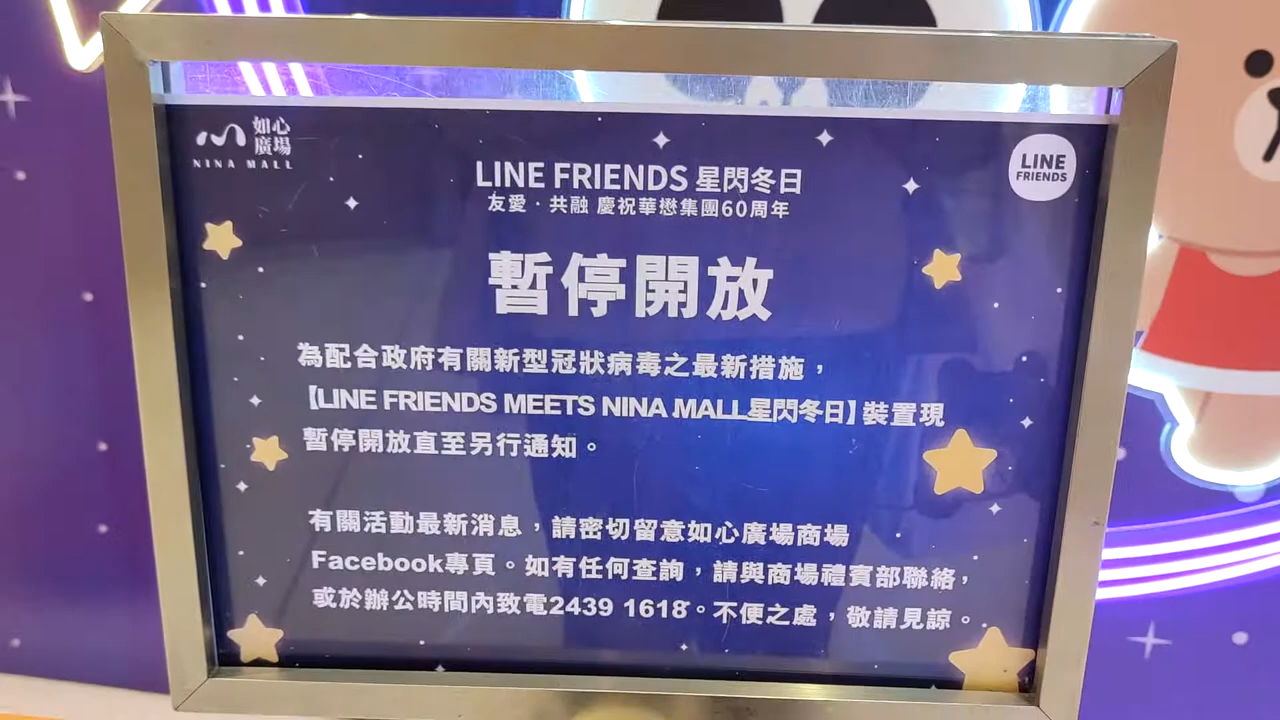 如心
廣場
NINA MALL
LINE
FRIENDS
LINE FRIENDS 星閃冬日
友愛‧共融 慶祝華懋集團60周年
暫停開放
為配合政府有關新型冠狀病毒之最新措施，
【LINE FRIENDS MEETS NINA MALL星閃冬日】裝置現
暫停開放直至另行通知。
有關活動最新消息，請密切留意如心廣場商場
Facebook專頁。如有任何查詢，請與商場禮賓部聯絡，
或於辦公時間內致電2439 1618。不便之處，敬請見諒。